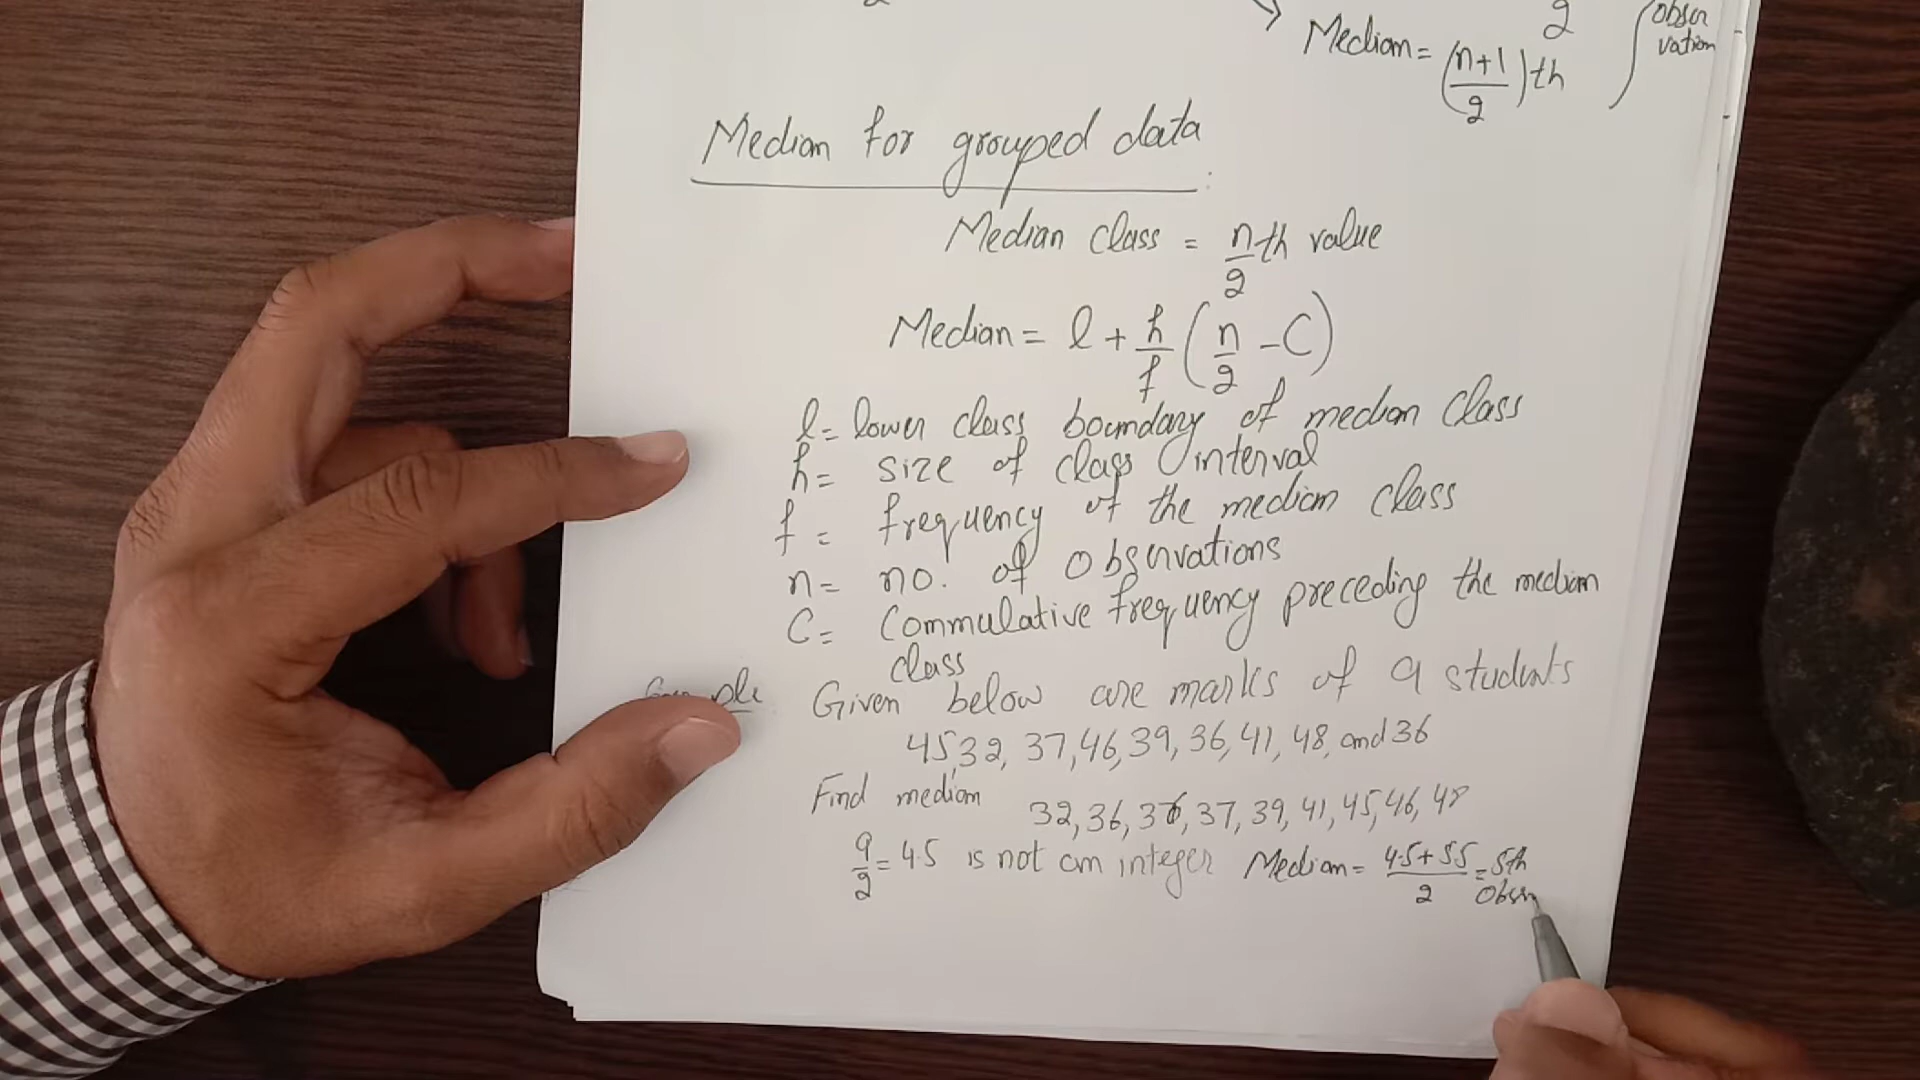 2
Median = (n+1/2)th
obser
vation
Median for grouped data :
Median Class = n/2 th value
Median = l + h/f (n/2 - C)
l = lower class boundary of median Class
h = size of class interval
f = frequency of the median class
n = no. of Observations
C = Commulative frequency preceding the median
class
Given below are marks of 9 students
45, 32, 37, 46, 39, 36, 41, 48, and 36
Find median
32, 36, 36, 37, 39, 41, 45, 46, 48
9/2 = 4.5 is not an integer Median = 4.5+5.5/2 = 5th
Obser